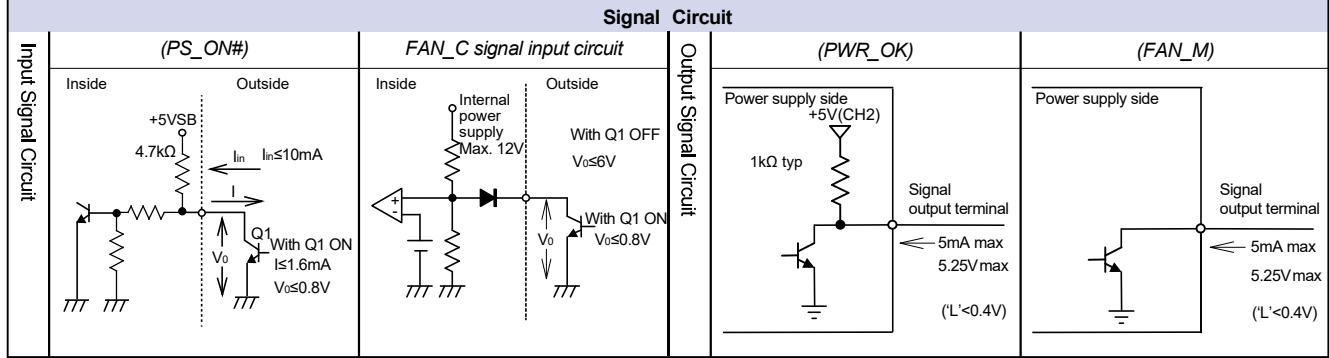 Signal Circuit
Input Signal Circuit
(PS_ON#)
Inside
Outside
+5VSB
4.7kΩ
Iin
Iin≤10mA
I
Q1
With Q1 ON
I≤1.6mA
V0
V0≤0.8V
FAN_C signal input circuit
Inside
Outside
Internal
power
supply
Max. 12V
With Q1 OFF
V0≤6V
+
-
With Q1 ON
V0
V0≤0.8V
Output Signal Circuit
(PWR_OK)
Power supply side
+5V(CH2)
1kΩ typ
Signal
output terminal
5mA max
5.25V max
('L'<0.4V)
(FAN_M)
Power supply side
Signal
output terminal
5mA max
5.25V max
('L'<0.4V)